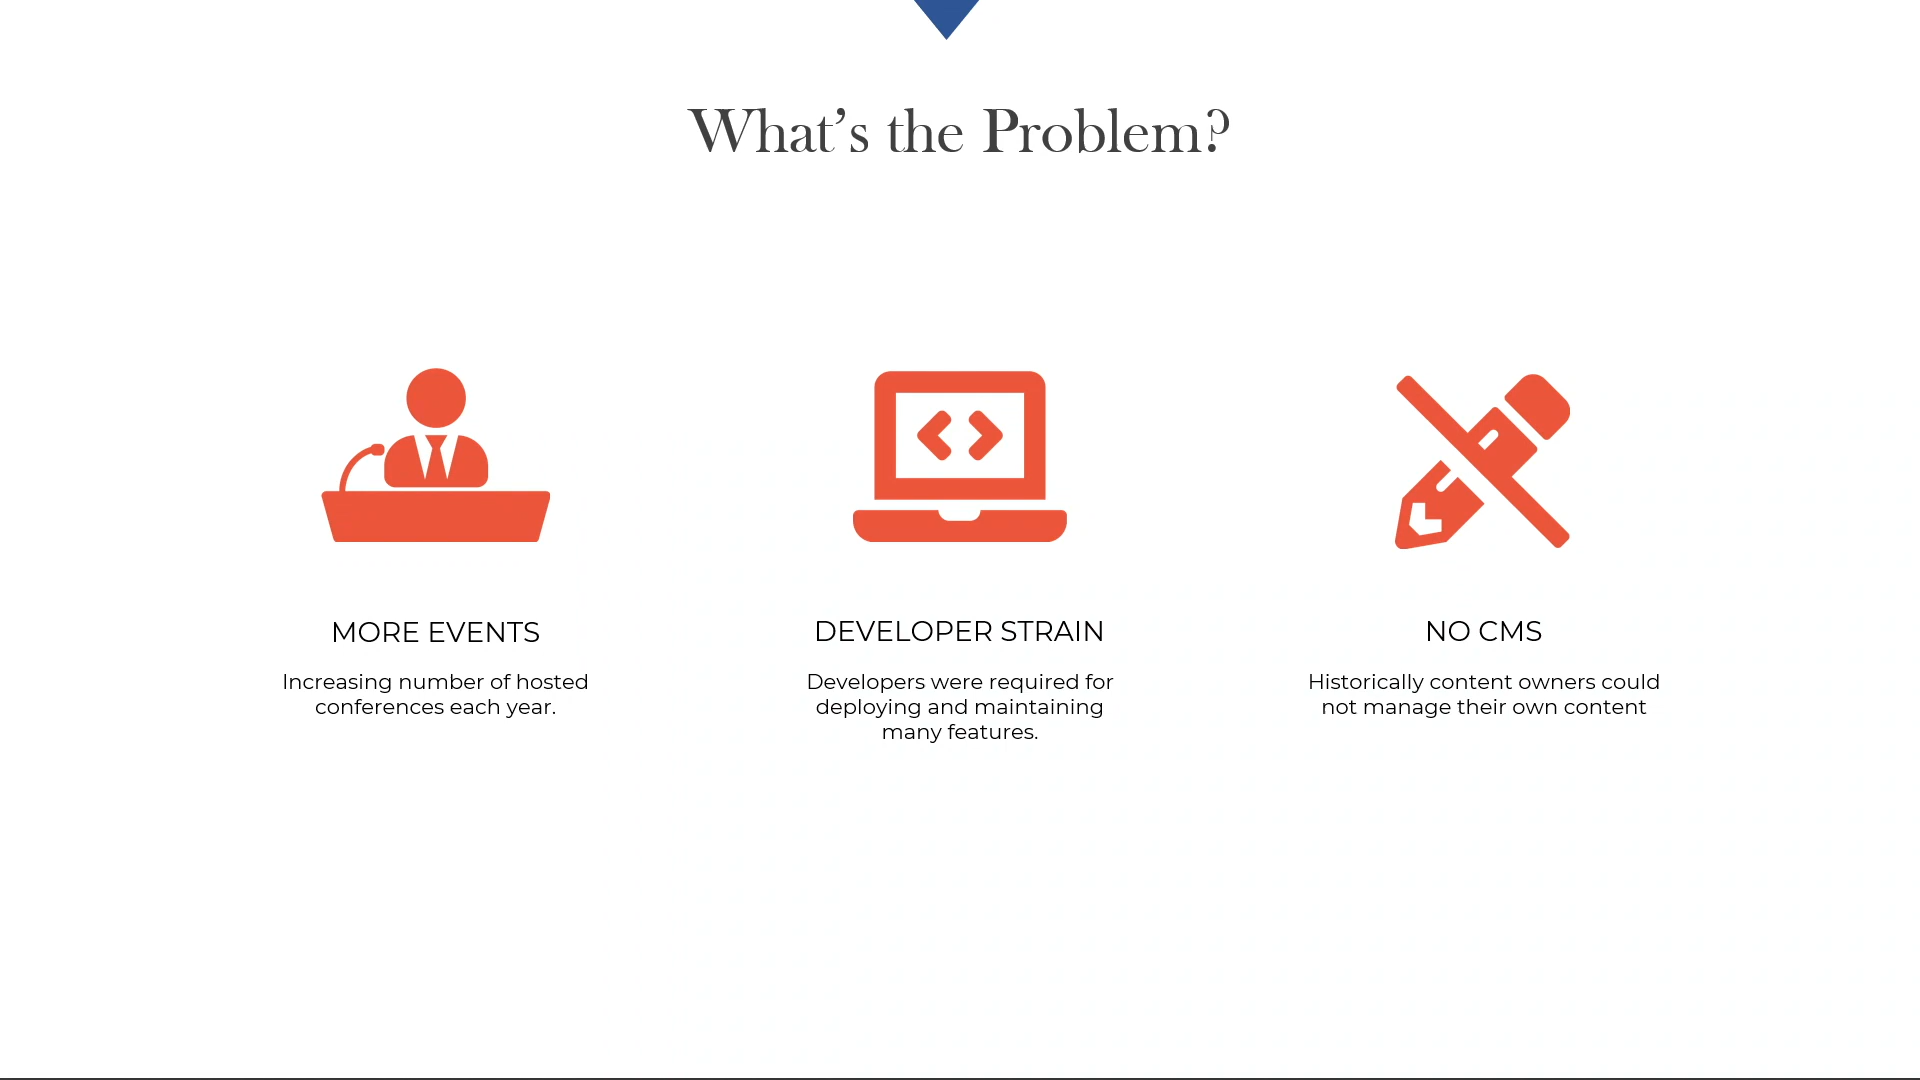 What’s the Problem?
MORE EVENTS
Increasing number of hosted
conferences each year.
DEVELOPER STRAIN
Developers were required for
deploying and maintaining
many features.
NO CMS
Historically content owners could
not manage their own content